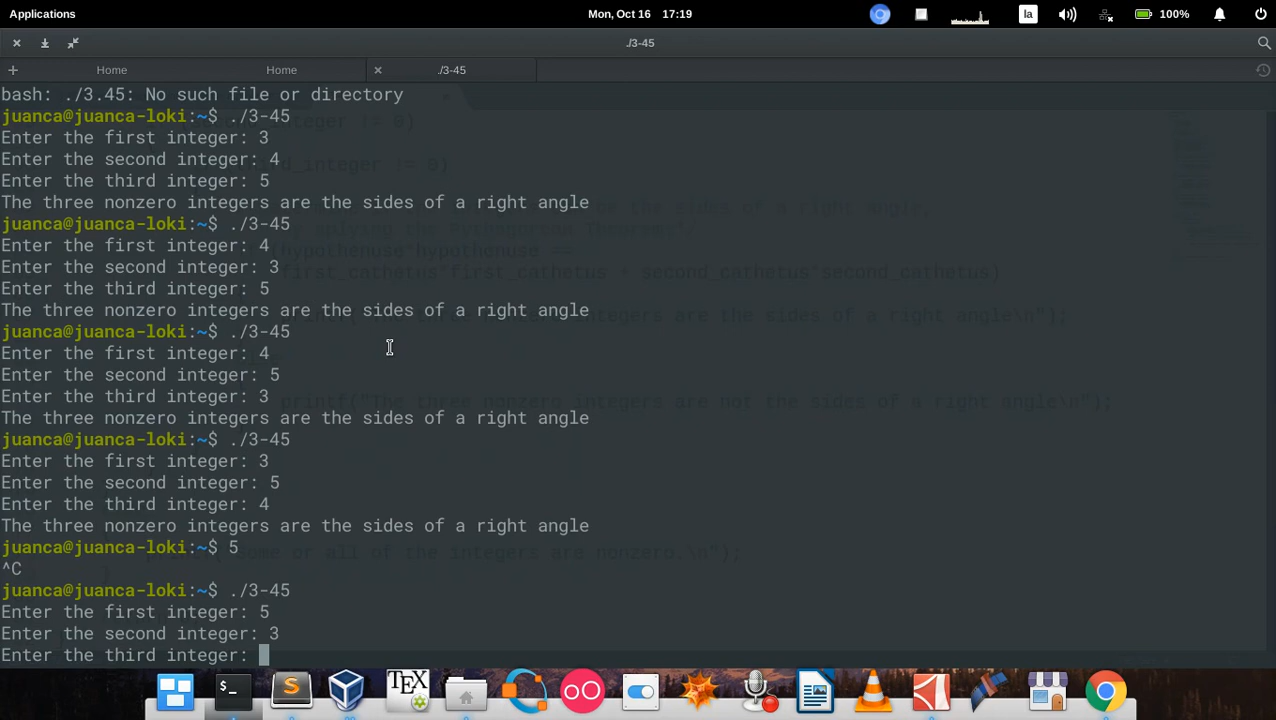 Applications
Mon, Oct 16 17:19
la
100%
./3-45
Home
Home
./3-45
bash: ./3.45: No such file or directory
juanca@juanca-loki:~$ ./3-45
Enter the first integer: 3
Enter the second integer: 4
Enter the third integer: 5
The three nonzero integers are the sides of a right angle
juanca@juanca-loki:~$ ./3-45
Enter the first integer: 4
Enter the second integer: 3
Enter the third integer: 5
The three nonzero integers are the sides of a right angle
juanca@juanca-loki:~$ ./3-45
Enter the first integer: 4
Enter the second integer: 5
Enter the third integer: 3
The three nonzero integers are the sides of a right angle
juanca@juanca-loki:~$ ./3-45
Enter the first integer: 3
Enter the second integer: 5
Enter the third integer: 4
The three nonzero integers are the sides of a right angle
juanca@juanca-loki:~$ 5
^C
juanca@juanca-loki:~$ ./3-45
Enter the first integer: 5
Enter the second integer: 3
Enter the third integer:
TEX